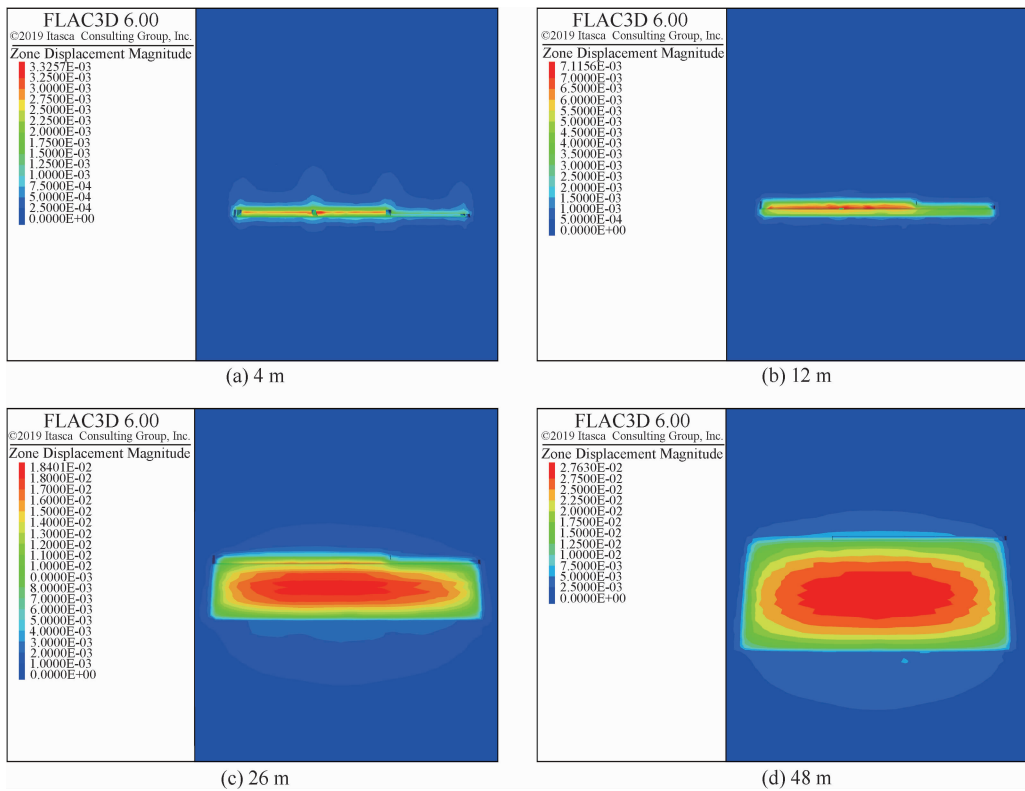 FLAC3D 6.00
©2019 Itasca Consulting Group, Inc.
Zone Displacement Magnitude
3.3257E-03
3.2500E-03
3.0000E-03
2.7500E-03
2.5000E-03
2.2500E-03
2.0000E-03
1.7500E-03
1.5000E-03
1.2500E-03
1.0000E-03
7.5000E-04
5.0000E-04
2.5000E-04
0.0000E+00
(a) 4 m
FLAC3D 6.00
©2019 Itasca Consulting Group, Inc.
Zone Displacement Magnitude
7.1156E-03
7.0000E-03
6.5000E-03
6.0000E-03
5.5000E-03
5.0000E-03
4.5000E-03
4.0000E-03
3.5000E-03
3.0000E-03
2.5000E-03
2.0000E-03
1.5000E-03
1.0000E-03
5.0000E-04
0.0000E+00
(b) 12 m
FLAC3D 6.00
©2019 Itasca Consulting Group, Inc.
Zone Displacement Magnitude
1.8401E-02
1.8000E-02
1.7000E-02
1.6000E-02
1.5000E-02
1.4000E-02
1.3000E-02
1.2000E-02
1.1000E-02
1.0000E-02
0.0000E-03
8.0000E-03
7.0000E-03
6.0000E-03
5.0000E-03
4.0000E-03
3.0000E-03
2.0000E-03
1.0000E-03
0.0000E+00
(c) 26 m
FLAC3D 6.00
©2019 Itasca Consulting Group, Inc.
Zone Displacement Magnitude
2.7630E-02
2.7500E-02
2.5000E-02
2.2500E-02
2.0000E-02
1.7500E-02
1.5000E-02
1.2500E-02
1.0000E-02
7.5000E-03
5.0000E-03
2.5000E-03
0.0000E+00
(d) 48 m